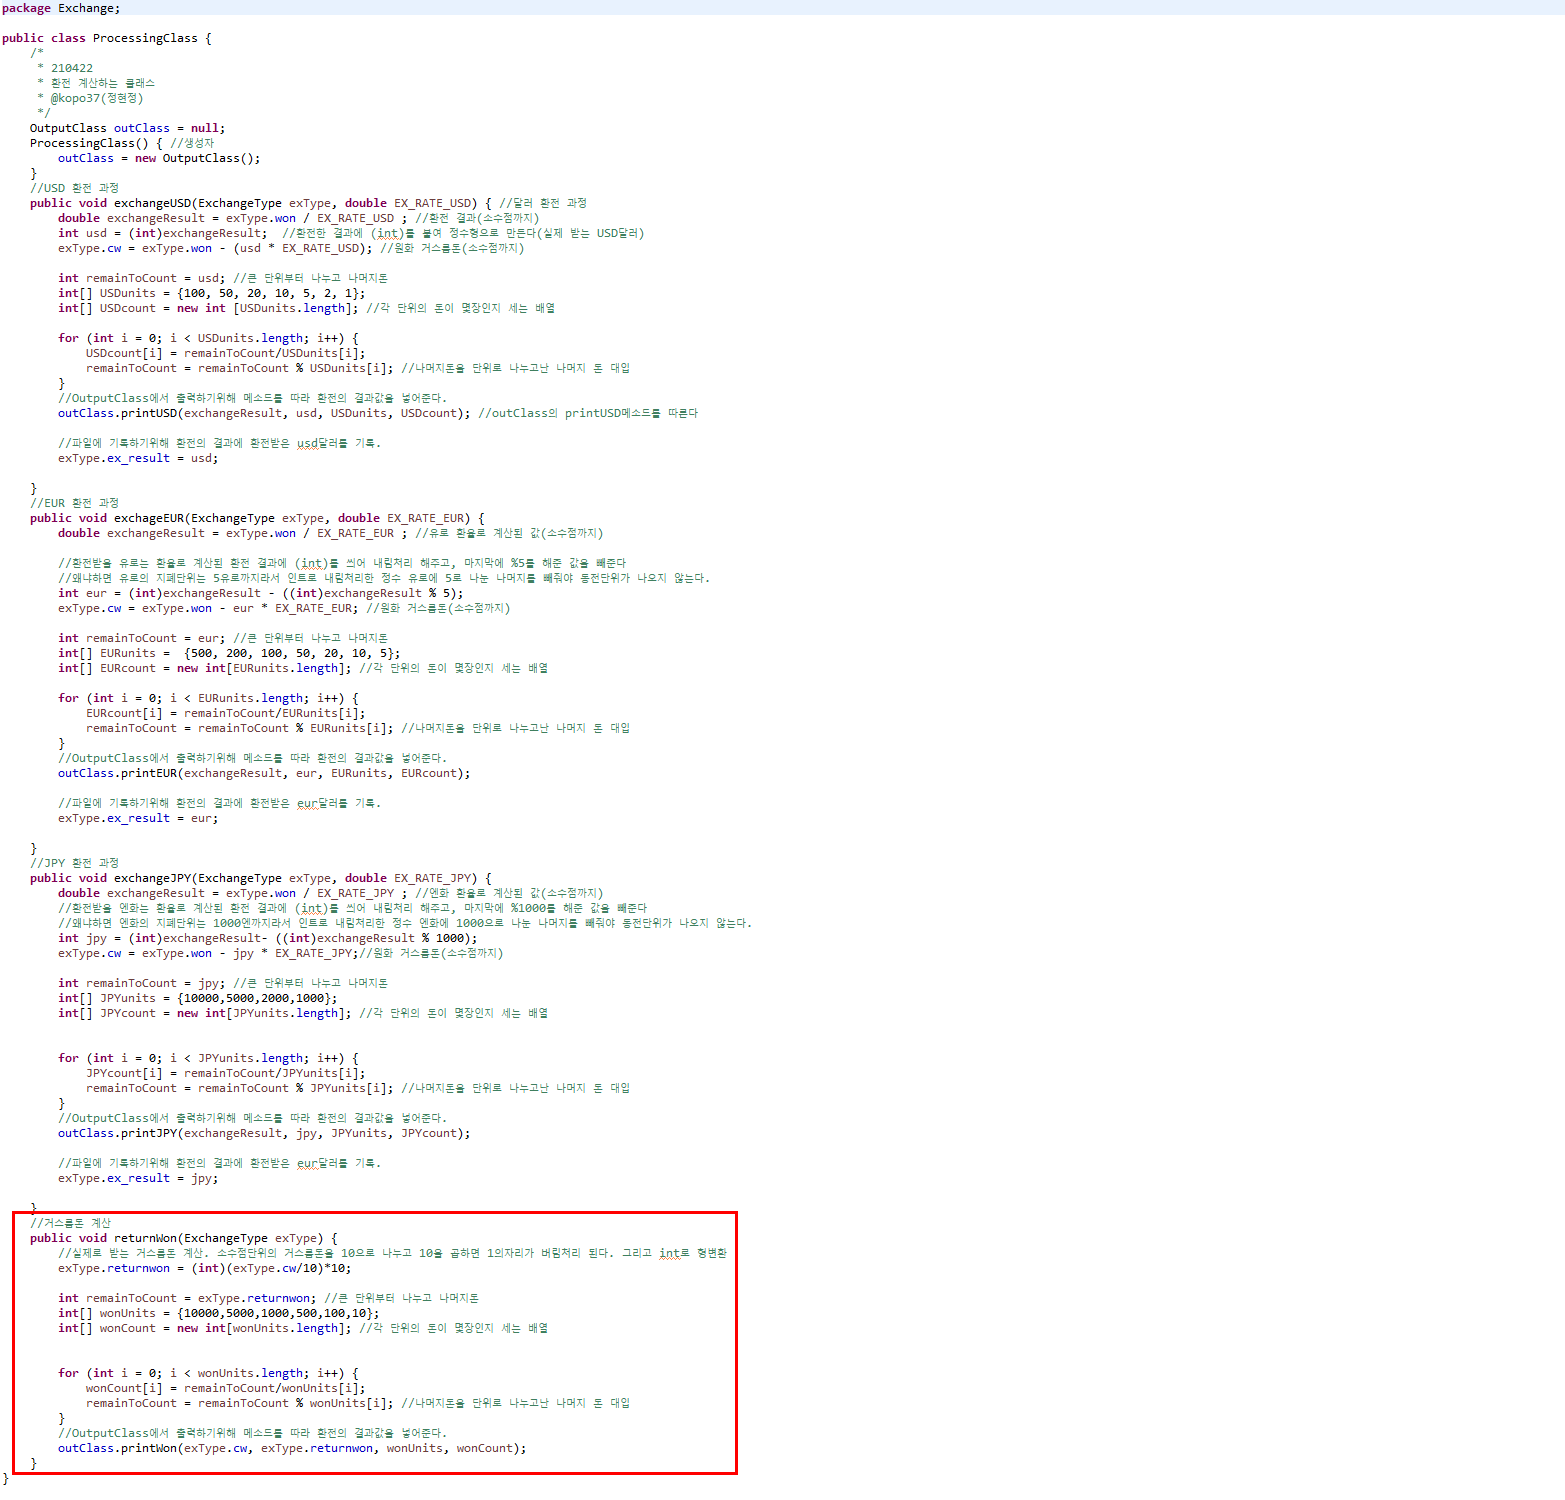 package Exchange;
public class ProcessingClass {
/*
* 210422
* 환전 계산하는 클래스
* @kopo37(정현정)
*/
OutputClass outClass = null;
ProcessingClass() { //생성자
outClass = new OutputClass();
}
//USD 환전 과정
public void exchangeUSD(ExchangeType exType, double EX_RATE_USD) { //달러 환전 과정
double exchangeResult = exType.won / EX_RATE_USD ; //환전 결과(소수점까지)
int usd = (int)exchangeResult;  //환전한 결과에 (int)를 붙여 정수형으로 만든다(실제 받는 USD달러)
exType.cw = exType.won - (usd * EX_RATE_USD); //원화 거스름돈(소수점까지)
int remainToCount = usd; //큰 단위부터 나누고 나머지돈
int[] USDunits = {100, 50, 20, 10, 5, 2, 1};
int[] USDcount = new int [USDunits.length]; //각 단위의 돈이 몇장인지 세는 배열
for (int i = 0; i < USDunits.length; i++) {
USDcount[i] = remainToCount/USDunits[i];
remainToCount = remainToCount % USDunits[i]; //나머지돈을 단위로 나누고난 나머지 돈 대입
}
//OutputClass에서 출력하기위해 메소드를 따라 환전의 결과값을 넣어준다.
outClass.printUSD(exchangeResult, usd, USDunits, USDcount); //outClass의 printUSD메소드를 따른다
//파일에 기록하기위해 환전의 결과에 환전받은 usd달러를 기록.
exType.ex_result = usd;
}
//EUR 환전 과정
public void exchageEUR(ExchangeType exType, double EX_RATE_EUR) {
double exchangeResult = exType.won / EX_RATE_EUR ; //유로 환율로 계산된 값(소수점까지)
//환전받을 유로는 환율로 계산된 환전 결과에 (int)를 씌어 내림처리 해주고, 마지막에 %5를 해준 값을 빼준다
//왜냐하면 유로의 지폐단위는 5유로까지라서 인트로 내림처리한 정수 유로에 5로 나눈 나머지를 빼줘야 동전단위가 나오지 않는다.
int eur = (int)exchangeResult - ((int)exchangeResult % 5);
exType.cw = exType.won - eur * EX_RATE_EUR; //원화 거스름돈(소수점까지)
int remainToCount = eur; //큰 단위부터 나누고 나머지돈
int[] EURunits =  {500, 200, 100, 50, 20, 10, 5};
int[] EURcount = new int[EURunits.length]; //각 단위의 돈이 몇장인지 세는 배열
for (int i = 0; i < EURunits.length; i++) {
EURcount[i] = remainToCount/EURunits[i];
remainToCount = remainToCount % EURunits[i]; //나머지돈을 단위로 나누고난 나머지 돈 대입
}
//OutputClass에서 출력하기위해 메소드를 따라 환전의 결과값을 넣어준다.
outClass.printEUR(exchangeResult, eur, EURunits, EURcount);
//파일에 기록하기위해 환전의 결과에 환전받은 eur달러를 기록.
exType.ex_result = eur;
}
//JPY 환전 과정
public void exchangeJPY(ExchangeType exType, double EX_RATE_JPY) {
double exchangeResult = exType.won / EX_RATE_JPY ; //엔화 환율로 계산된 값(소수점까지)
//환전받을 엔화는 환율로 계산된 환전 결과에 (int)를 씌어 내림처리 해주고, 마지막에 %1000를 해준 값을 빼준다
//왜냐하면 엔화의 지폐단위는 1000엔까지라서 인트로 내림처리한 정수 엔화에 1000으로 나눈 나머지를 빼줘야 동전단위가 나오지 않는다.
int jpy = (int)exchangeResult- ((int)exchangeResult % 1000);
exType.cw = exType.won - jpy * EX_RATE_JPY;//원화 거스름돈(소수점까지)
int remainToCount = jpy; //큰 단위부터 나누고 나머지돈
int[] JPYunits = {10000,5000,2000,1000};
int[] JPYcount = new int[JPYunits.length]; //각 단위의 돈이 몇장인지 세는 배열
for (int i = 0; i < JPYunits.length; i++) {
JPYcount[i] = remainToCount/JPYunits[i];
remainToCount = remainToCount % JPYunits[i]; //나머지돈을 단위로 나누고난 나머지 돈 대입
}
//OutputClass에서 출력하기위해 메소드를 따라 환전의 결과값을 넣어준다.
outClass.printJPY(exchangeResult, jpy, JPYunits, JPYcount);
//파일에 기록하기위해 환전의 결과에 환전받은 eur달러를 기록.
exType.ex_result = jpy;
}
//거스름돈 계산
public void returnWon(ExchangeType exType) {
//실제로 받는 거스름돈 계산. 소수점단위의 거스름돈을 10으로 나누고 10을 곱하면 1의자리가 버림처리 된다. 그리고 int로 형변환
exType.returnwon = (int)(exType.cw/10)*10;
int remainToCount = exType.returnwon; //큰 단위부터 나누고 나머지돈
int[] wonUnits = {10000,5000,1000,500,100,10};
int[] wonCount = new int[wonUnits.length]; //각 단위의 돈이 몇장인지 세는 배열
for (int i = 0; i < wonUnits.length; i++) {
wonCount[i] = remainToCount/wonUnits[i];
remainToCount = remainToCount % wonUnits[i]; //나머지돈을 단위로 나누고난 나머지 돈 대입
}
//OutputClass에서 출력하기위해 메소드를 따라 환전의 결과값을 넣어준다.
outClass.printWon(exType.cw, exType.returnwon, wonUnits, wonCount);
}
}